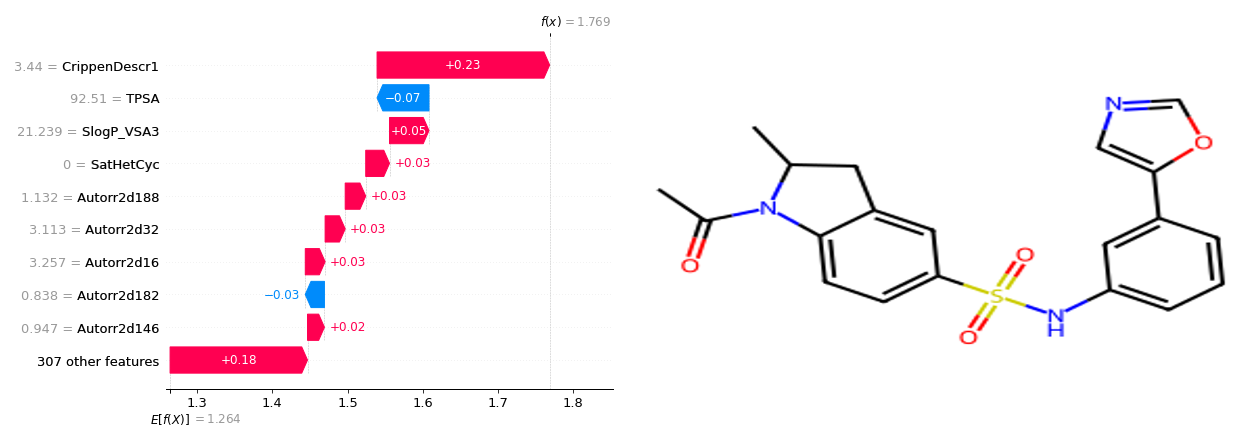 f(x) = 1.769
3.44 = CrippenDescr1
+0.23
92.51 = TPSA
−0.07
21.239 = SlogP_VSA3
+0.05
0 = SatHetCyc
+0.03
1.132 = Autorr2d188
+0.03
3.113 = Autorr2d32
+0.03
3.257 = Autorr2d16
+0.03
0.838 = Autorr2d182
−0.03
0.947 = Autorr2d146
+0.02
307 other features
+0.18
1.3 1.4 1.5 1.6 1.7 1.8
E[f(X)] = 1.264
N
O
N
O
O
S
O
N
H